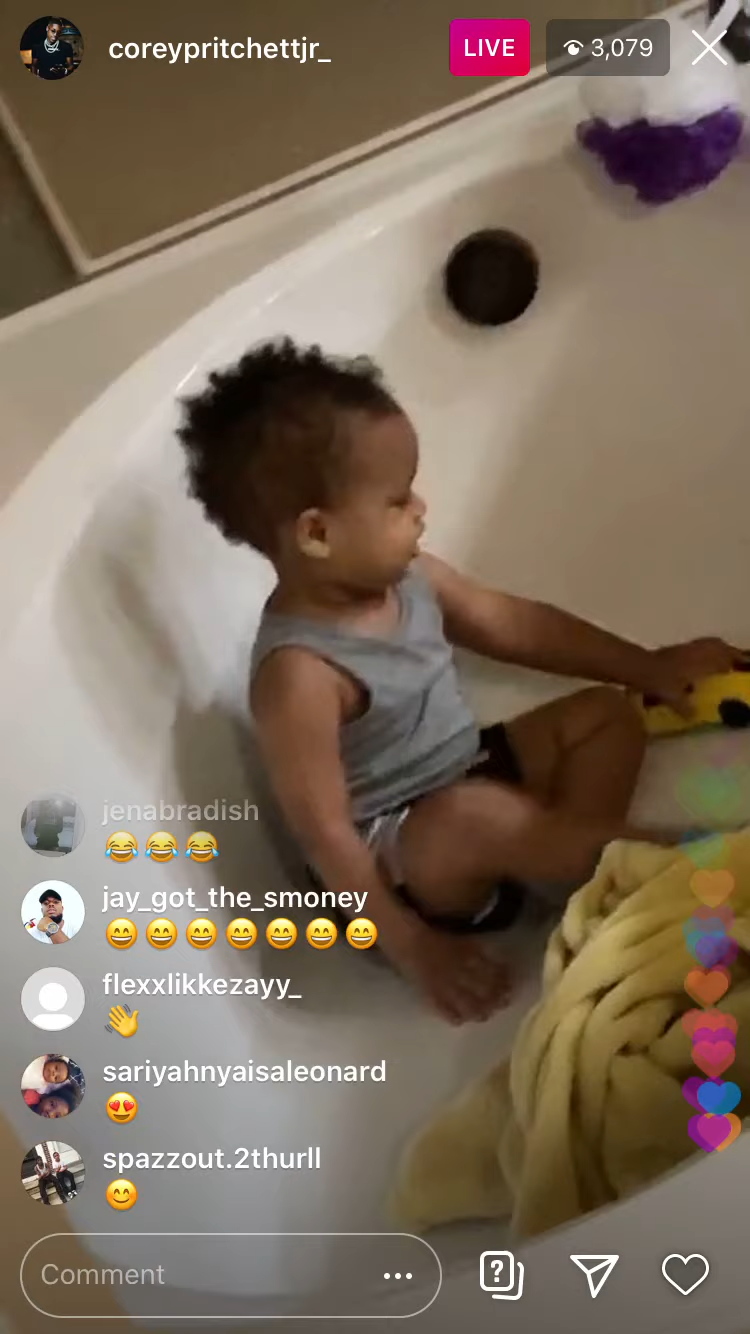 coreypritchettjr_ LIVE 3,079
jenabradish
😂😂😂
jay_got_the_smoney
😄😄😄😄😄😄😄
flexxlikkezayy_
👋
sariyahnyaisaleonard
😍
spazzout.2thurll
😊
Comment